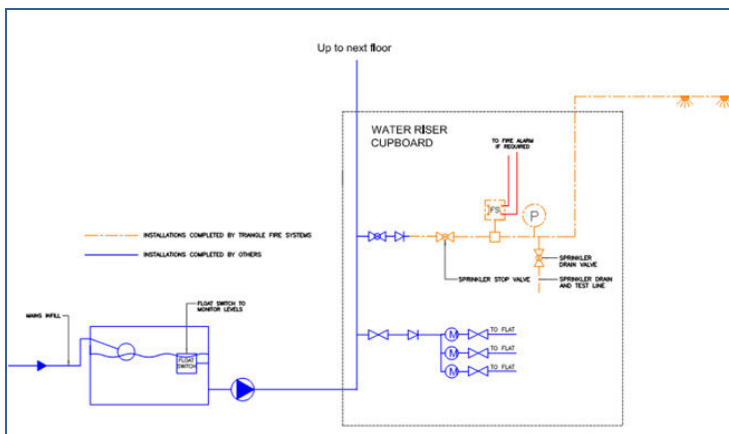 Up to next floor
WATER RISER
CUPBOARD
TO FIRE ALARM
IF REQUIRED
FS
P
INSTALLATIONS COMPLETED BY TRIANGLE FIRE SYSTEMS
INSTALLATIONS COMPLETED BY OTHERS
SPRINKLER
DRAIN VALVE
SPRINKLER STOP VALVE
SPRINKLER DRAIN
AND TEST LINE
FLOAT SWITCH TO
MONITOR LEVELS
MAINS INFILL
FLOAT
SWITCH
M
TO FLAT
M
TO FLAT
M
TO FLAT